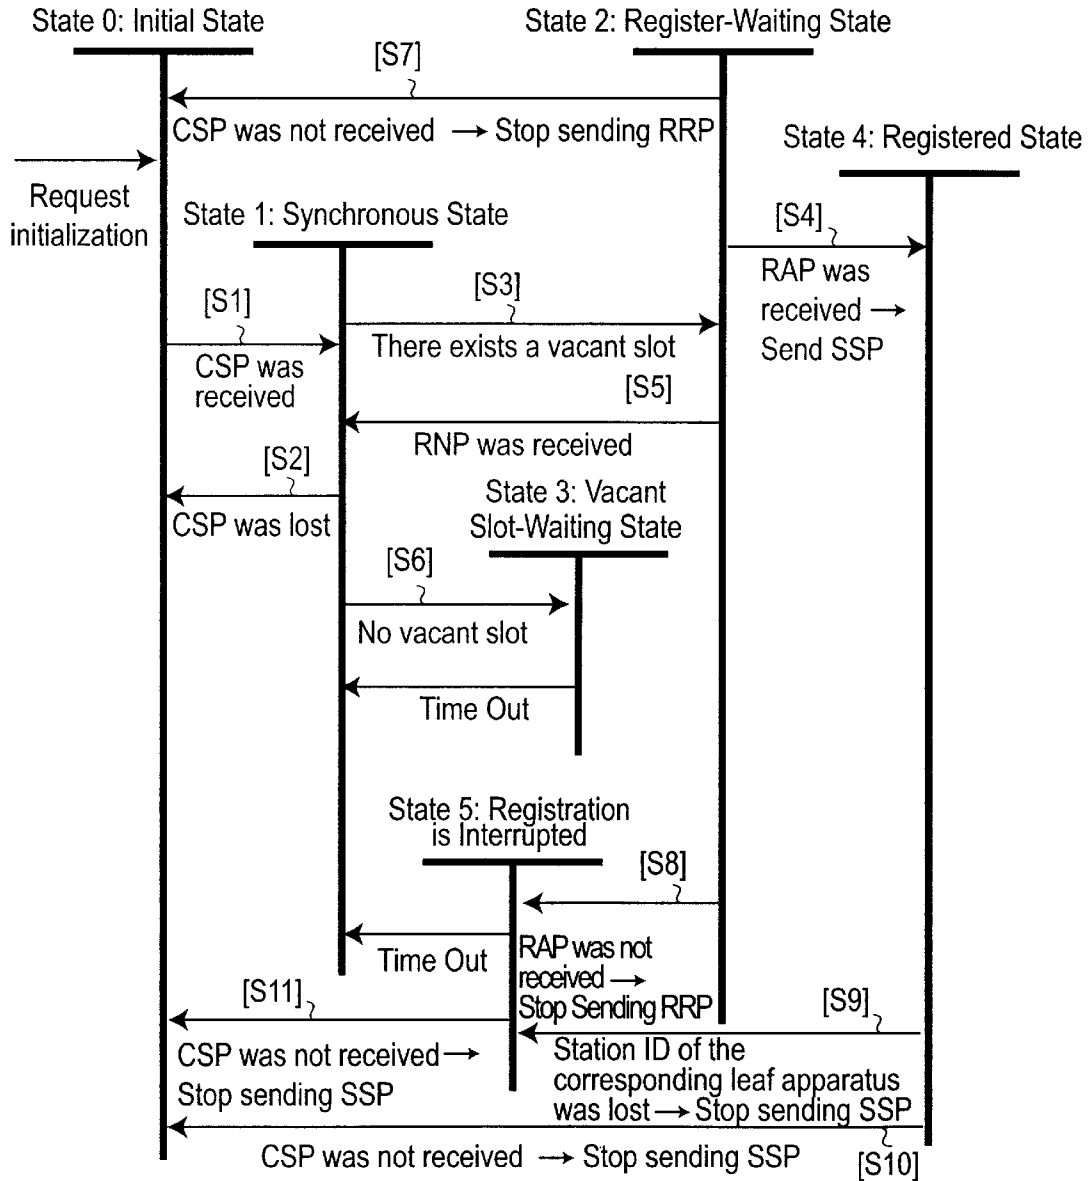 State 0: Initial State
State 2: Register-Waiting State
[S7]
CSP was not received → Stop sending RRP
State 4: Registered State
Request
initialization
State 1: Synchronous State
[S4]
RAP was
received →
Send SSP
[S1]
CSP was
received
[S3]
There exists a vacant slot
[S5]
RNP was received
[S2]
CSP was lost
State 3: Vacant
Slot-Waiting State
[S6]
No vacant slot
Time Out
State 5: Registration
is Interrupted
[S8]
RAP was not
received →
Stop Sending RRP
Time Out
[S11]
CSP was not received →
Stop sending SSP
[S9]
Station ID of the
corresponding leaf apparatus
was lost → Stop sending SSP
CSP was not received → Stop sending SSP
[S10]